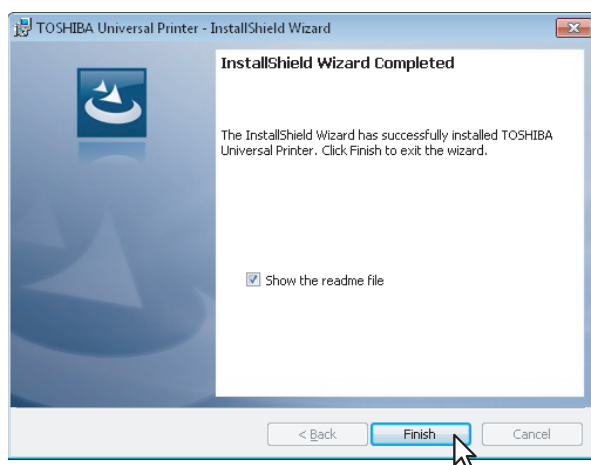 TOSHIBA Universal Printer - InstallShield Wizard
InstallShield Wizard Completed
The InstallShield Wizard has successfully installed TOSHIBA
Universal Printer. Click Finish to exit the wizard.
Show the readme file
< Back
Finish
Cancel